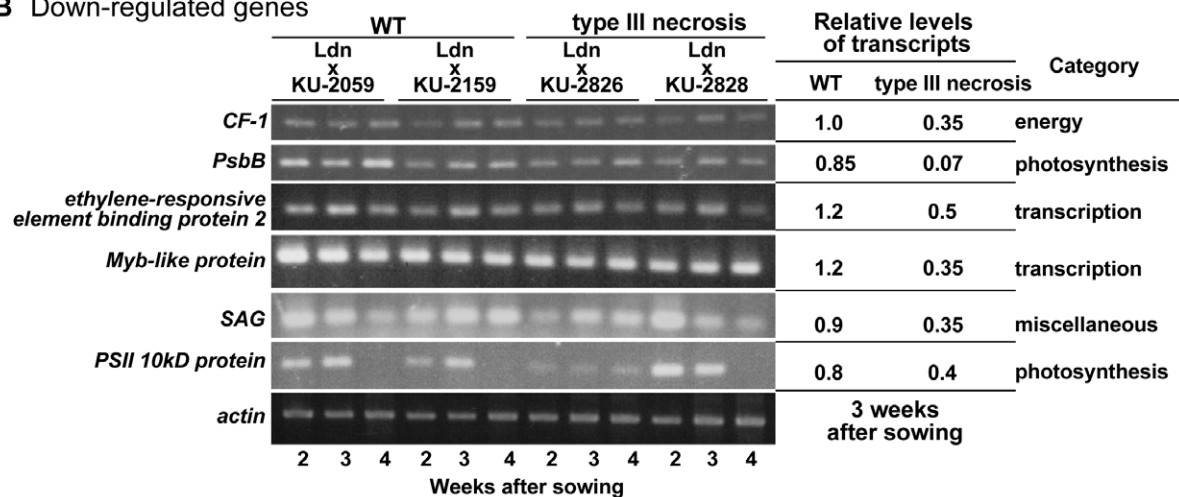 B Down-regulated genes
WT type III necrosis Relative levels of transcripts Category
Ldn x KU-2059 Ldn x KU-2159 Ldn x KU-2826 Ldn x KU-2828 WT type III necrosis
CF-1 1.0 0.35 energy
PsbB 0.85 0.07 photosynthesis
ethylene-responsive element binding protein 2 1.2 0.5 transcription
Myb-like protein 1.2 0.35 transcription
SAG 0.9 0.35 miscellaneous
PSII 10kD protein 0.8 0.4 photosynthesis
actin 3 weeks after sowing
2 3 4 2 3 4 2 3 4 2 3 4
Weeks after sowing